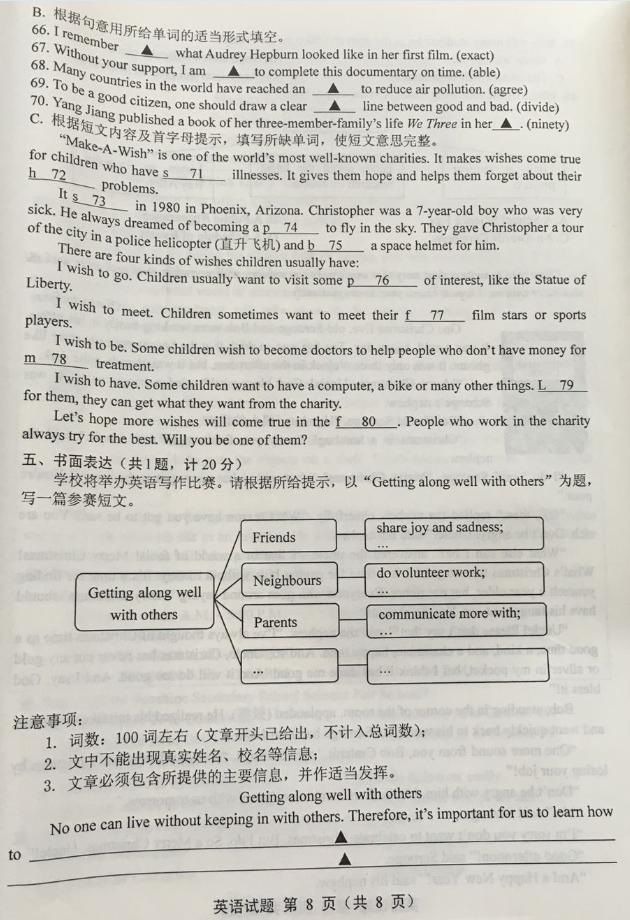 B. 根据句意用所给单词的适当形式填空。
66. I remember ▲ what Audrey Hepburn looked like in her first film. (exact)
67. Without your support, I am ▲ to complete this documentary on time. (able)
68. Many countries in the world have reached an ▲ to reduce air pollution. (agree)
69. To be a good citizen, one should draw a clear ▲ line between good and bad. (divide)
70. Yang Jiang published a book of her three-member-family's life We Three in her ▲ . (ninety)
C. 根据短文内容及首字母提示，填写所缺单词，使短文意思完整。
"Make-A-Wish" is one of the world's most well-known charities. It makes wishes come true
for children who have s 71 illnesses. It gives them hope and helps them forget about their
h 72 problems.
It s 73 in 1980 in Phoenix, Arizona. Christopher was a 7-year-old boy who was very
sick. He always dreamed of becoming a p 74 to fly in the sky. They gave Christopher a tour
of the city in a police helicopter (直升飞机) and b 75 a space helmet for him.
There are four kinds of wishes children usually have:
I wish to go. Children usually want to visit some p 76 of interest, like the Statue of
Liberty.
I wish to meet. Children sometimes want to meet their f 77 film stars or sports
players.
I wish to be. Some children wish to become doctors to help people who don't have money for
m 78 treatment.
I wish to have. Some children want to have a computer, a bike or many other things. L 79
for them, they can get what they want from the charity.
Let's hope more wishes will come true in the f 80 . People who work in the charity
always try for the best. Will you be one of them?
五、书面表达（共1题，计20分）
学校将举办英语写作比赛。请根据所给提示，以"Getting along well with others"为题，
写一篇参赛短文。
Getting along well
with others
Friends
share joy and sadness;
...
Neighbours
do volunteer work;
...
Parents
communicate more with;
...
...
...
注意事项：
1. 词数：100 词左右（文章开头已给出，不计入总词数）；
2. 文中不能出现真实姓名、校名等信息；
3. 文章必须包含所提供的主要信息，并作适当发挥。
Getting along well with others
No one can live without keeping in with others. Therefore, it's important for us to learn how
to ▲
▲
英语试题 第 8 页（共 8 页）